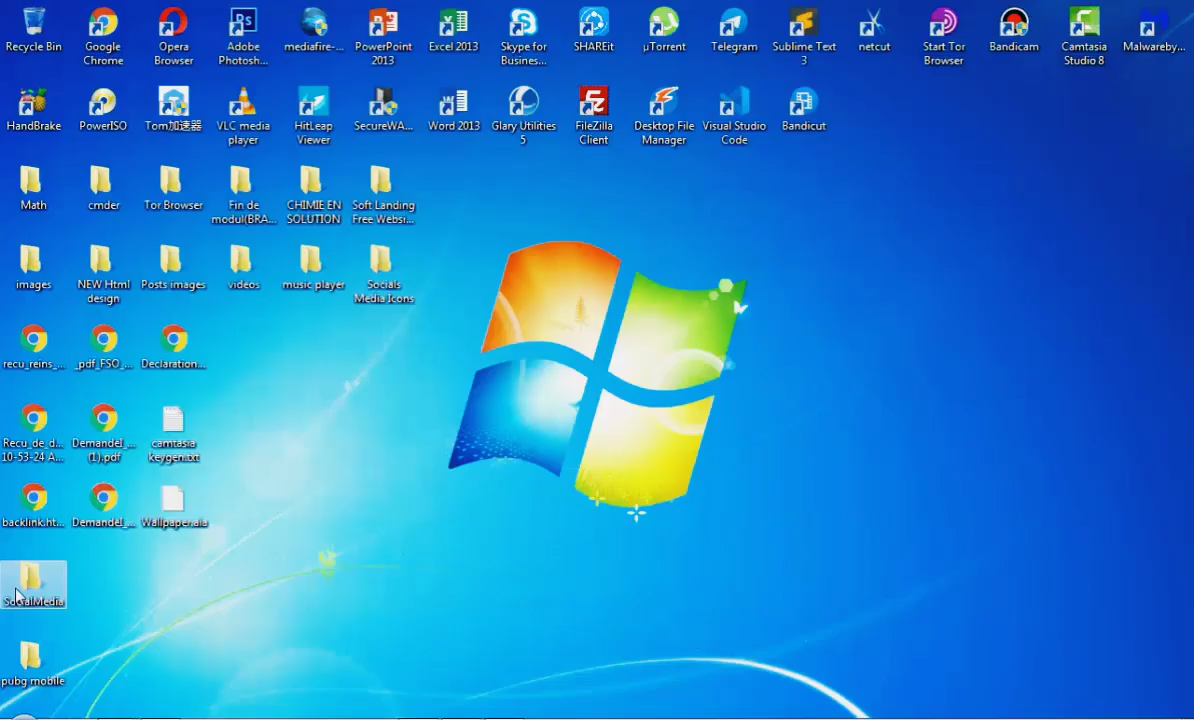 Recycle Bin
Google
Chrome
Opera
Browser
Adobe
Photosh...
mediafire-...
PowerPoint
2013
Excel 2013
Skype for
Busines...
SHAREit
µTorrent
Telegram
Sublime Text
3
netcut
Start Tor
Browser
Bandicam
Camtasia
Studio 8
Malwareby...
HandBrake
PowerISO
Tom加速器
VLC media
player
HitLeap
Viewer
SecureWA...
Word 2013
Glary Utilities
5
FileZilla
Client
Desktop File
Manager
Visual Studio
Code
Bandicut
Math
cmder
Tor Browser
Fin de
modul(BRA...
CHIMIE EN
SOLUTION
Soft Landing
Free Websi...
images
NEW Html
design
Posts images
videos
music player
Socials
Media Icons
recu_reins_...
_pdf_FSO_...
Declaration...
Recu_de_d...
10-53-24 A...
DemandeI_...
(1).pdf
camtasia
keygen.txt
backlink.ht...
DemandeI_...
Wallpaper.aia
SocialMedia
pubg mobile